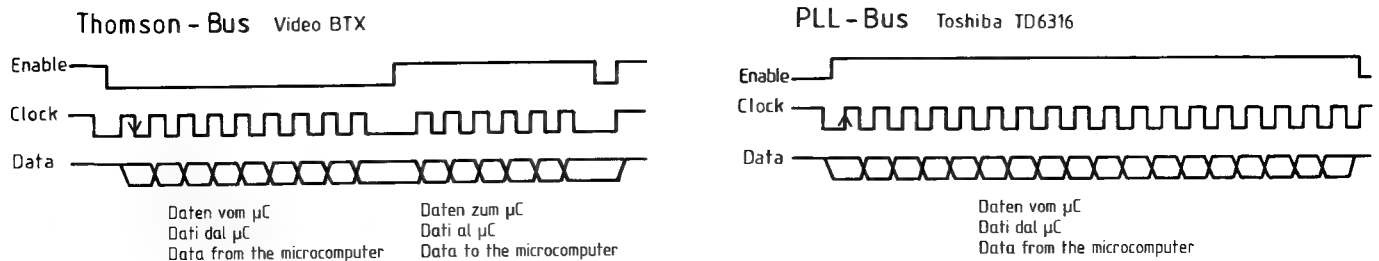 Thomson - Bus Video BTX
Enable
Clock
Data
Daten vom µC
Dati dal µC
Data from the microcomputer
Daten zum µC
Dati al µC
Data to the microcomputer
PLL - Bus Toshiba TD6316
Enable
Clock
Data
Daten vom µC
Dati dal µC
Data from the microcomputer